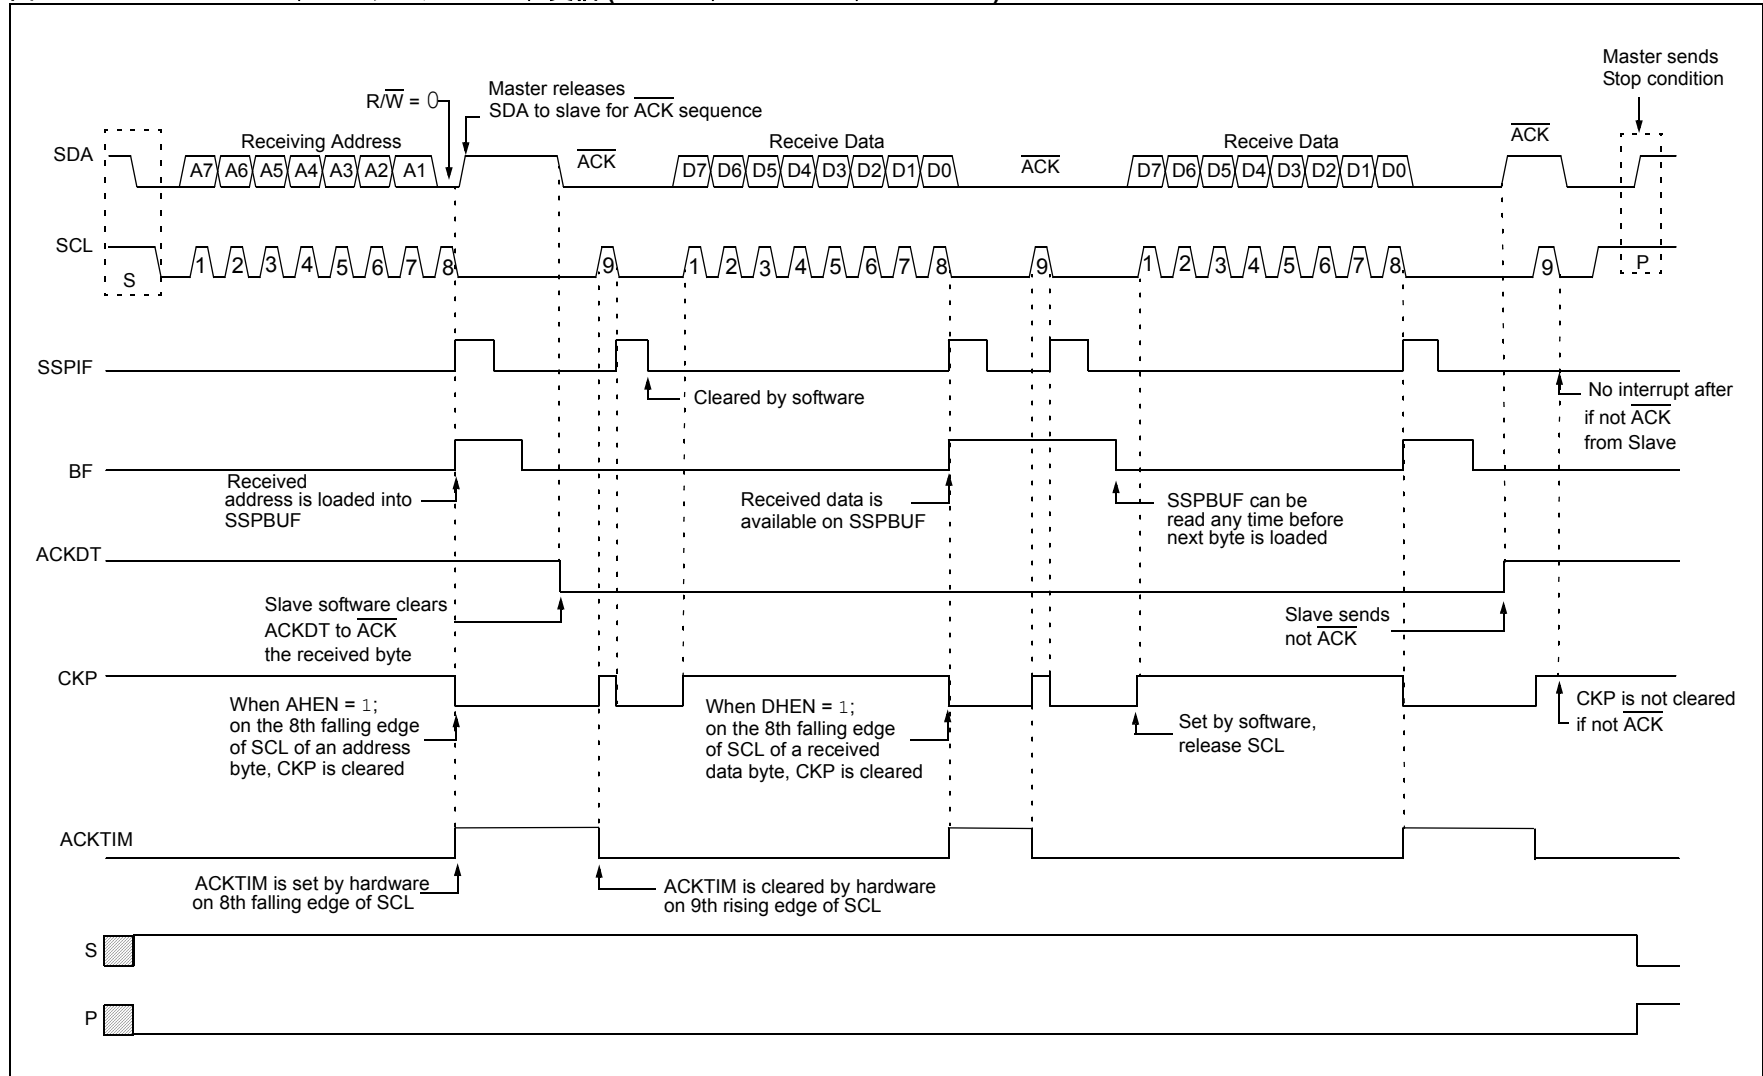 Master sends
Stop condition
R/W̅ = 0
Master releases
SDA to slave for A̅C̅K̅ sequence
SDA
Receiving Address
A7 A6 A5 A4 A3 A2 A1
A̅C̅K̅
Receive Data
D7 D6 D5 D4 D3 D2 D1 D0
A̅C̅K̅
Receive Data
D7 D6 D5 D4 D3 D2 D1 D0
A̅C̅K̅
SCL
S
1 2 3 4 5 6 7 8
9
1 2 3 4 5 6 7 8
9
1 2 3 4 5 6 7 8
9
P
SSPIF
Cleared by software
No interrupt after
if not A̅C̅K̅
from Slave
BF
Received
address is loaded into
SSPBUF
Received data is
available on SSPBUF
SSPBUF can be
read any time before
next byte is loaded
ACKDT
Slave software clears
ACKDT to A̅C̅K̅
the received byte
Slave sends
not A̅C̅K̅
CKP
When AHEN = 1;
on the 8th falling edge
of SCL of an address
byte, CKP is cleared
When DHEN = 1;
on the 8th falling edge
of SCL of a received
data byte, CKP is cleared
Set by software,
release SCL
CKP is not cleared
if not A̅C̅K̅
ACKTIM
ACKTIM is set by hardware
on 8th falling edge of SCL
ACKTIM is cleared by hardware
on 9th rising edge of SCL
S
P